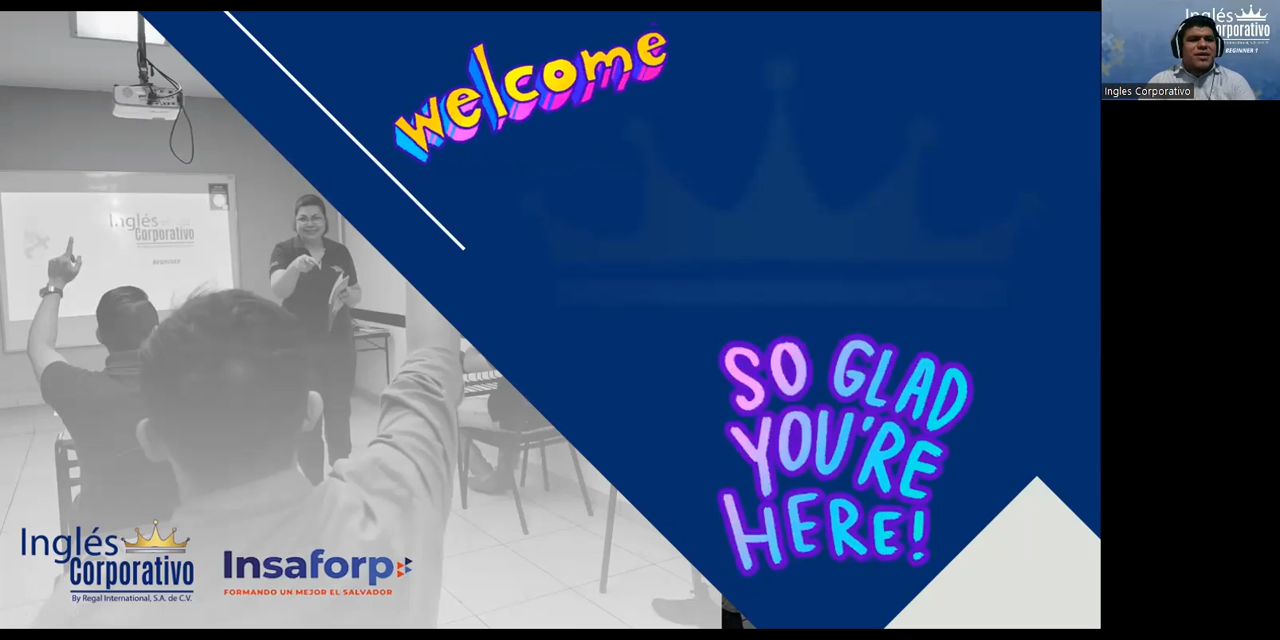 welcome
SO GLAD
YOU'RE
HERE!
Inglés
Corporativo
BEGINNER
Inglés
Corporativo
By Regal International, S.A. de C.V.
Insaforp
FORMANDO UN MEJOR EL SALVADOR
Inglés
BEGINNER 1
Ingles Corporativo